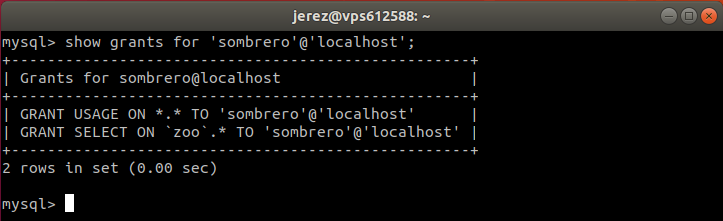 jerez@vps612588: ~
mysql> show grants for 'sombrero'@'localhost';
+-------------------------------------------------+
| Grants for sombrero@localhost                   |
+-------------------------------------------------+
| GRANT USAGE ON *.* TO 'sombrero'@'localhost'      |
| GRANT SELECT ON `zoo`.* TO 'sombrero'@'localhost' |
+-------------------------------------------------+
2 rows in set (0.00 sec)
mysql>